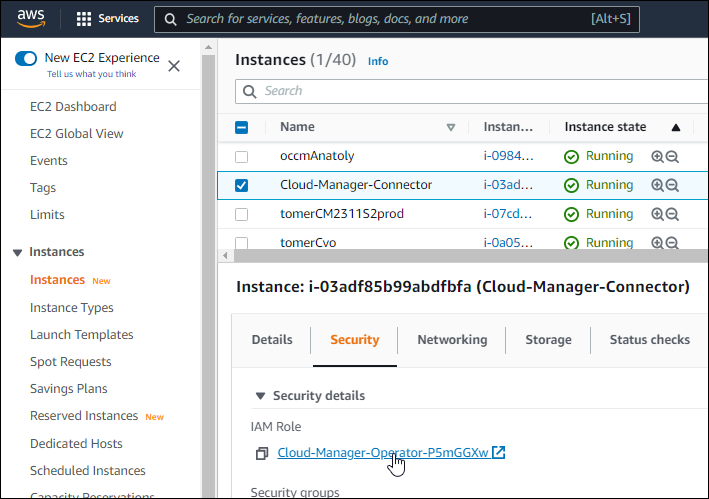 aws Services Search for services, features, blogs, docs, and more [Alt+S]
New EC2 Experience
Tell us what you think
EC2 Dashboard
EC2 Global View
Events
Tags
Limits
Instances
Instances New
Instance Types
Launch Templates
Spot Requests
Savings Plans
Reserved Instances New
Dedicated Hosts
Scheduled Instances
Capacity Reservations
Instances (1/40) Info
Search
Name Instan... Instance state
occmAnatoly i-0984... Running
Cloud-Manager-Connector i-03ad... Running
tomerCM2311S2prod i-07cd... Running
tomerCvo i-0a05... Running
Instance: i-03adf85b99abdfbfa (Cloud-Manager-Connector)
Details Security Networking Storage Status checks
Security details
IAM Role
Cloud-Manager-Operator-P5mGGXw
Security groups